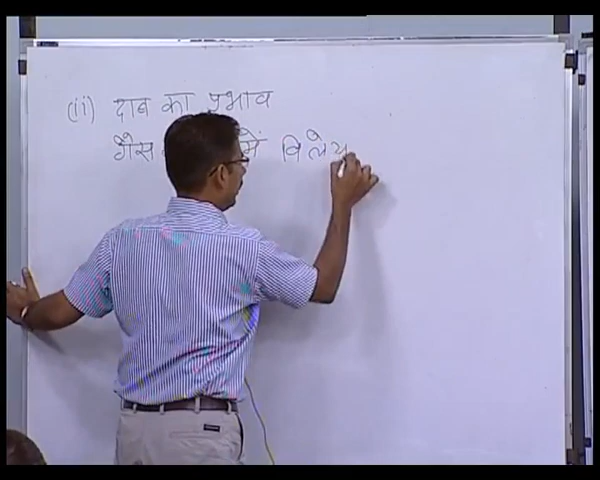 (ii) दाब का प्रभाव
गैस में विलेय